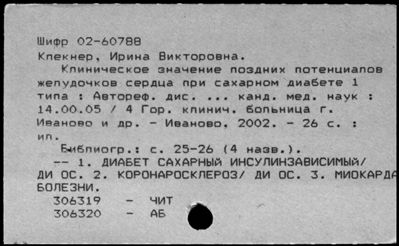 Шифр 02-60788
Клекнер, Ирина Викторовна.
Клиническое значение поздних потенциалов
желудочков сердца при сахарном диабете 1
типа : Автореф. дис. ... канд. мед. наук :
14.00.05 / 4 Гор. клинич. больница г.
Иваново и др. - Иваново, 2002. - 26 с. :
ил.
Библиогр.: с. 25-26 (4 назв.).
-- 1. ДИАБЕТ САХАРНЫЙ ИНСУЛИНЗАВИСИМЫЙ/
ДИ ОС. 2. КОРОНАРОСКЛЕРОЗ/ ДИ ОС. 3. МИОКАРДА
БОЛЕЗНИ.
306319 - ЧИТ
306320 - АБ